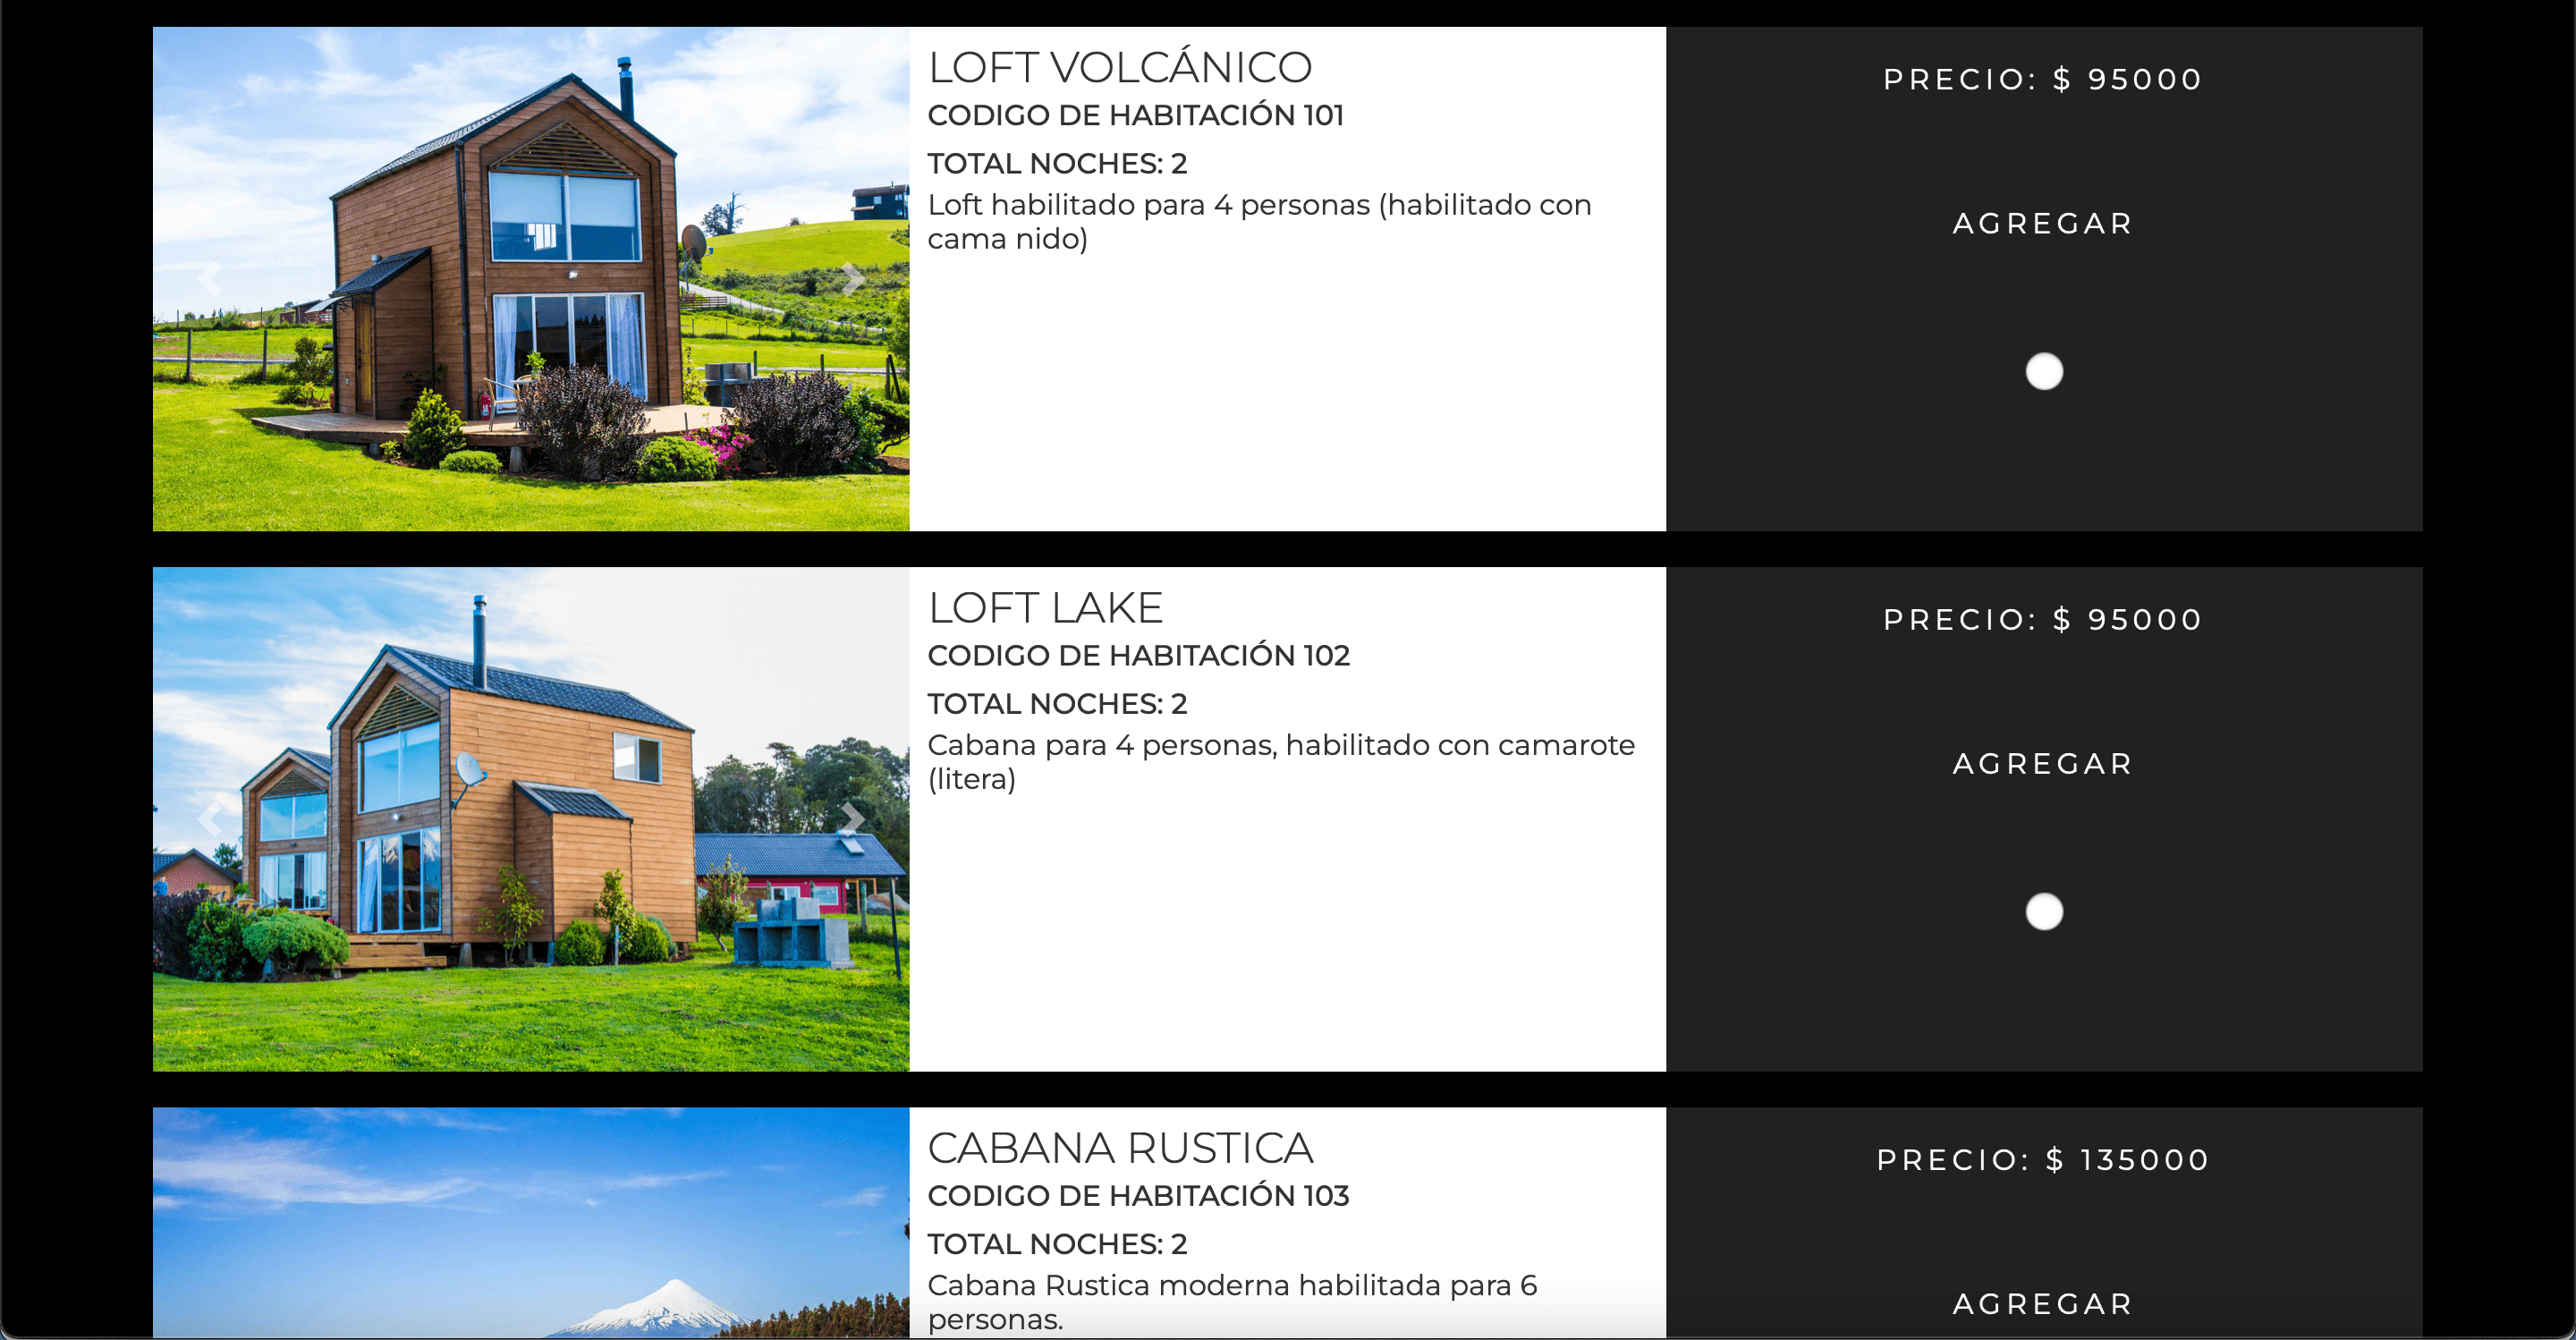 LOFT VOLCÁNICO
CODIGO DE HABITACIÓN 101
TOTAL NOCHES: 2
Loft habilitado para 4 personas (habilitado con
cama nido)
PRECIO: $ 95000
AGREGAR
LOFT LAKE
CODIGO DE HABITACIÓN 102
TOTAL NOCHES: 2
Cabana para 4 personas, habilitado con camarote
(litera)
PRECIO: $ 95000
AGREGAR
CABANA RUSTICA
CODIGO DE HABITACIÓN 103
TOTAL NOCHES: 2
Cabana Rustica moderna habilitada para 6
personas.
PRECIO: $ 135000
AGREGAR